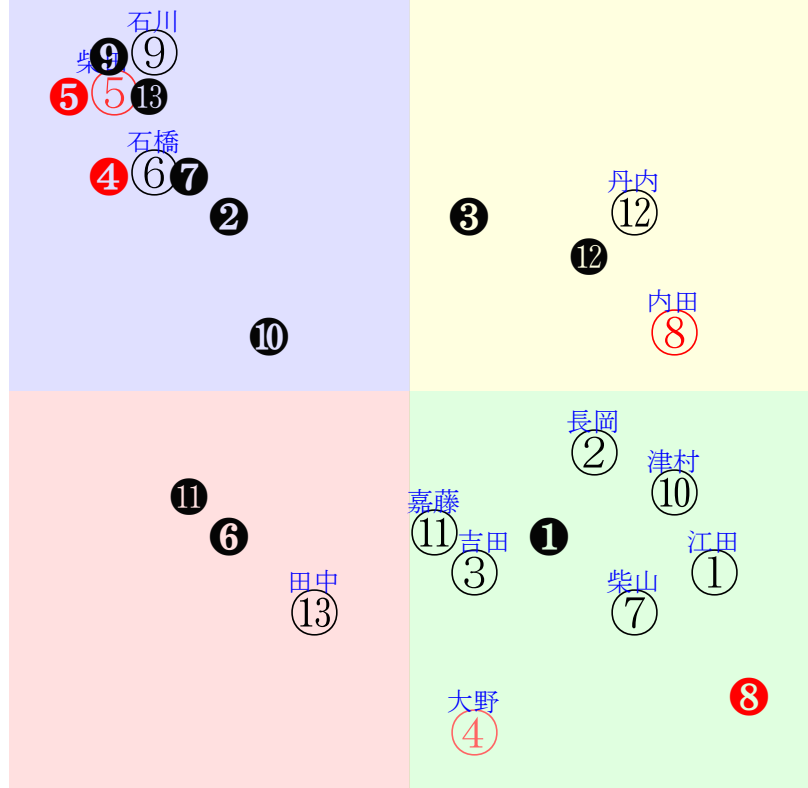 石川
❾ ⑨
柴田
❺ ⑤ ⓭
石橋
❹ ⑥ ❼
丹内
❷ ❸ ⑫
⓬
内田
❿ ⑧
長岡
②
津村
⓫ ⑩
嘉藤
⑪
吉田 江田
❻ ③ ❶ ①
田中 柴山
⑬ ⑦
大野 ❽
④